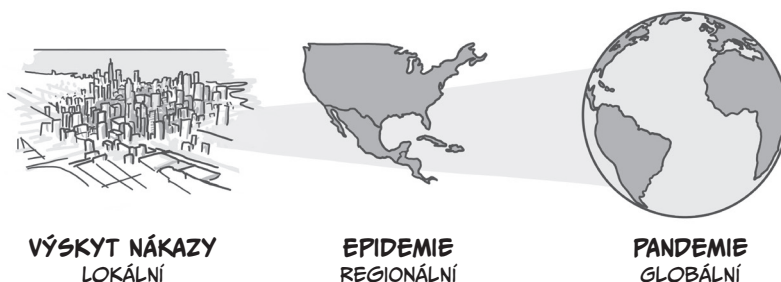 VÝSKYT NÁKAZY
LOKÁLNÍ
EPIDEMIE
REGIONÁLNÍ
PANDEMIE
GLOBÁLNÍ